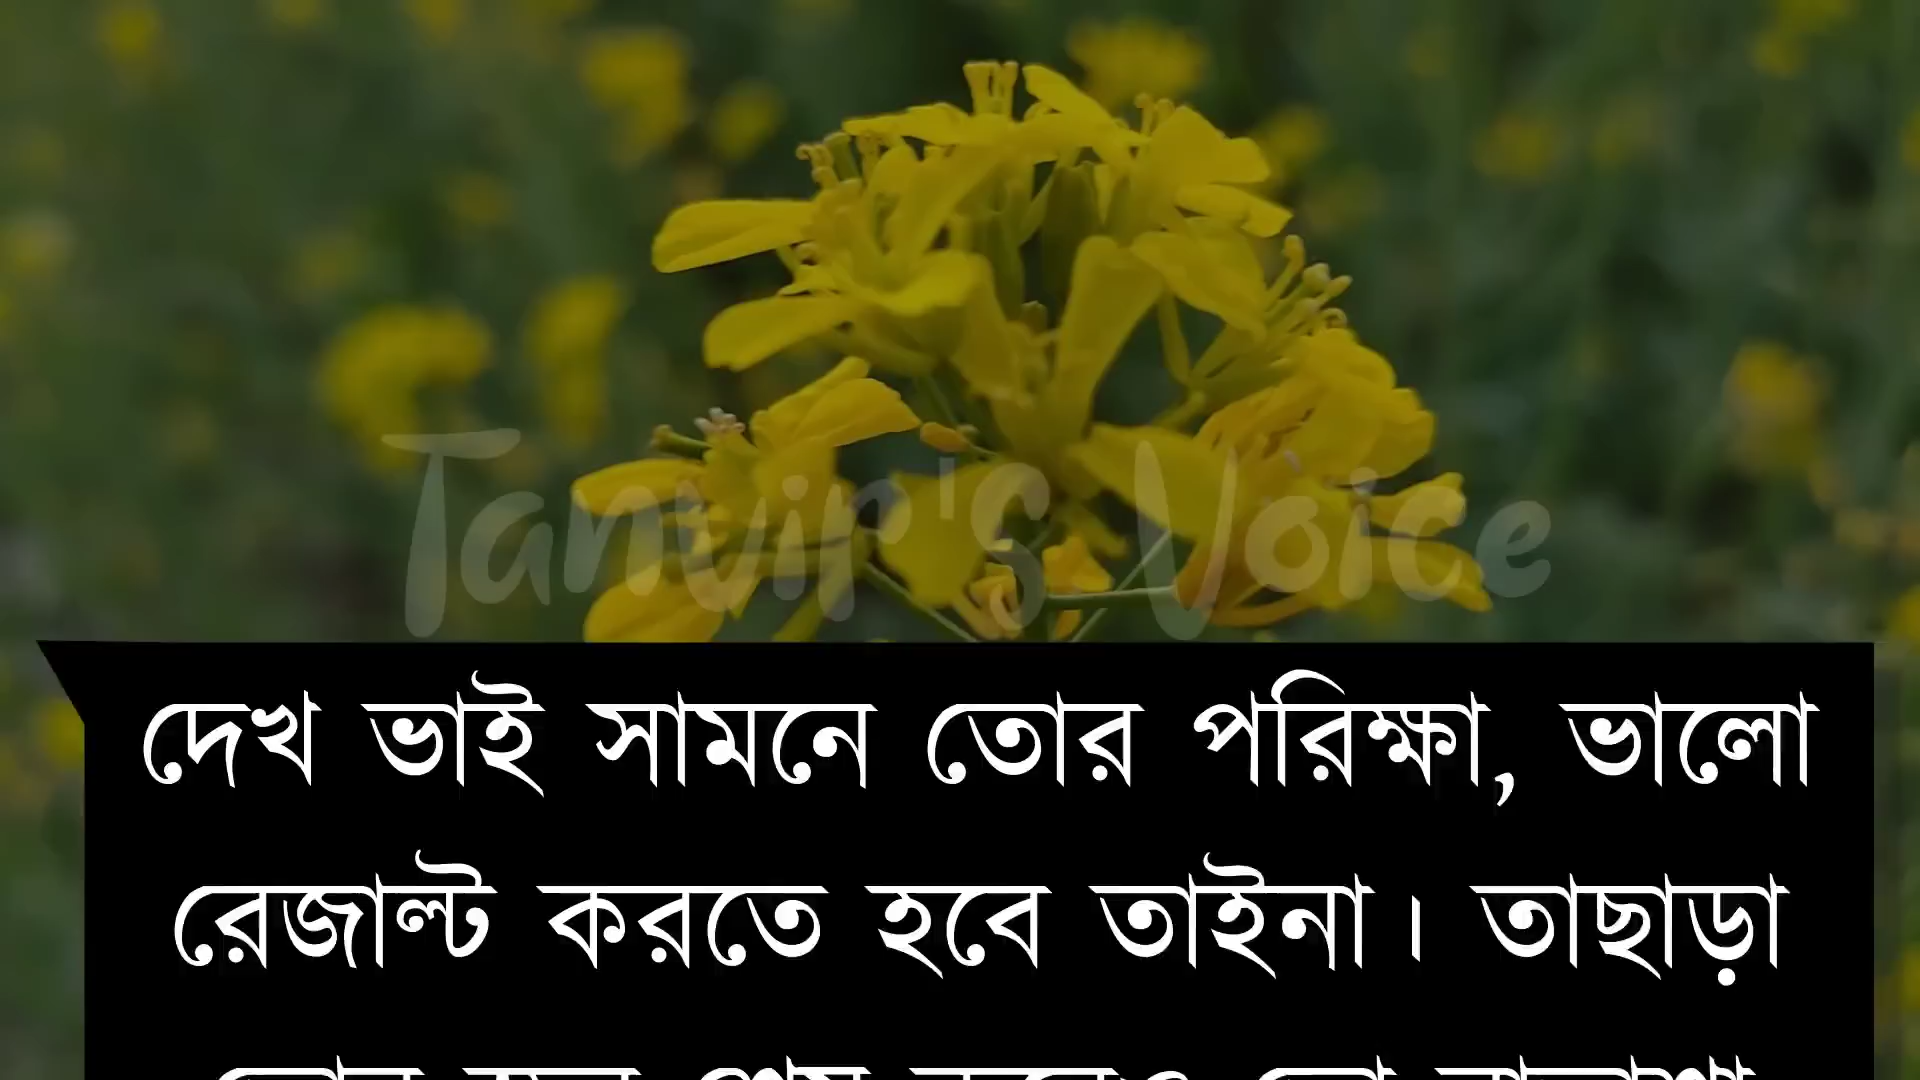 Tanvir's Voice
দেখ ভাই সামনে তোর পরিক্ষা, ভালো
রেজাল্ট করতে হবে তাইনা। তাছাড়া